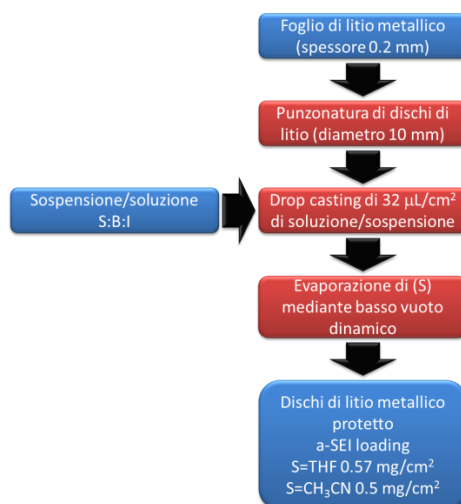 Foglio di litio metallico
(spessore 0.2 mm)
Punzonatura di dischi di
litio (diametro 10 mm)
Sospensione/soluzione
S:B:I
Drop casting di 32 μL/cm²
di soluzione/sospensione
Evaporazione di (S)
mediante basso vuoto
dinamico
Dischi di litio metallico
protetto
a-SEI loading
S=THF 0.57 mg/cm²
S=CH₃CN 0.5 mg/cm²